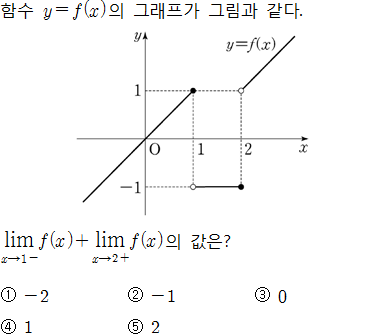 함수 y=f(x)의 그래프가 그림과 같다.
y
y=f(x)
1
O 1 2 x
−1
lim f(x)+ lim f(x)의 값은?
x→1− x→2+
① −2 ② −1 ③ 0
④ 1 ⑤ 2